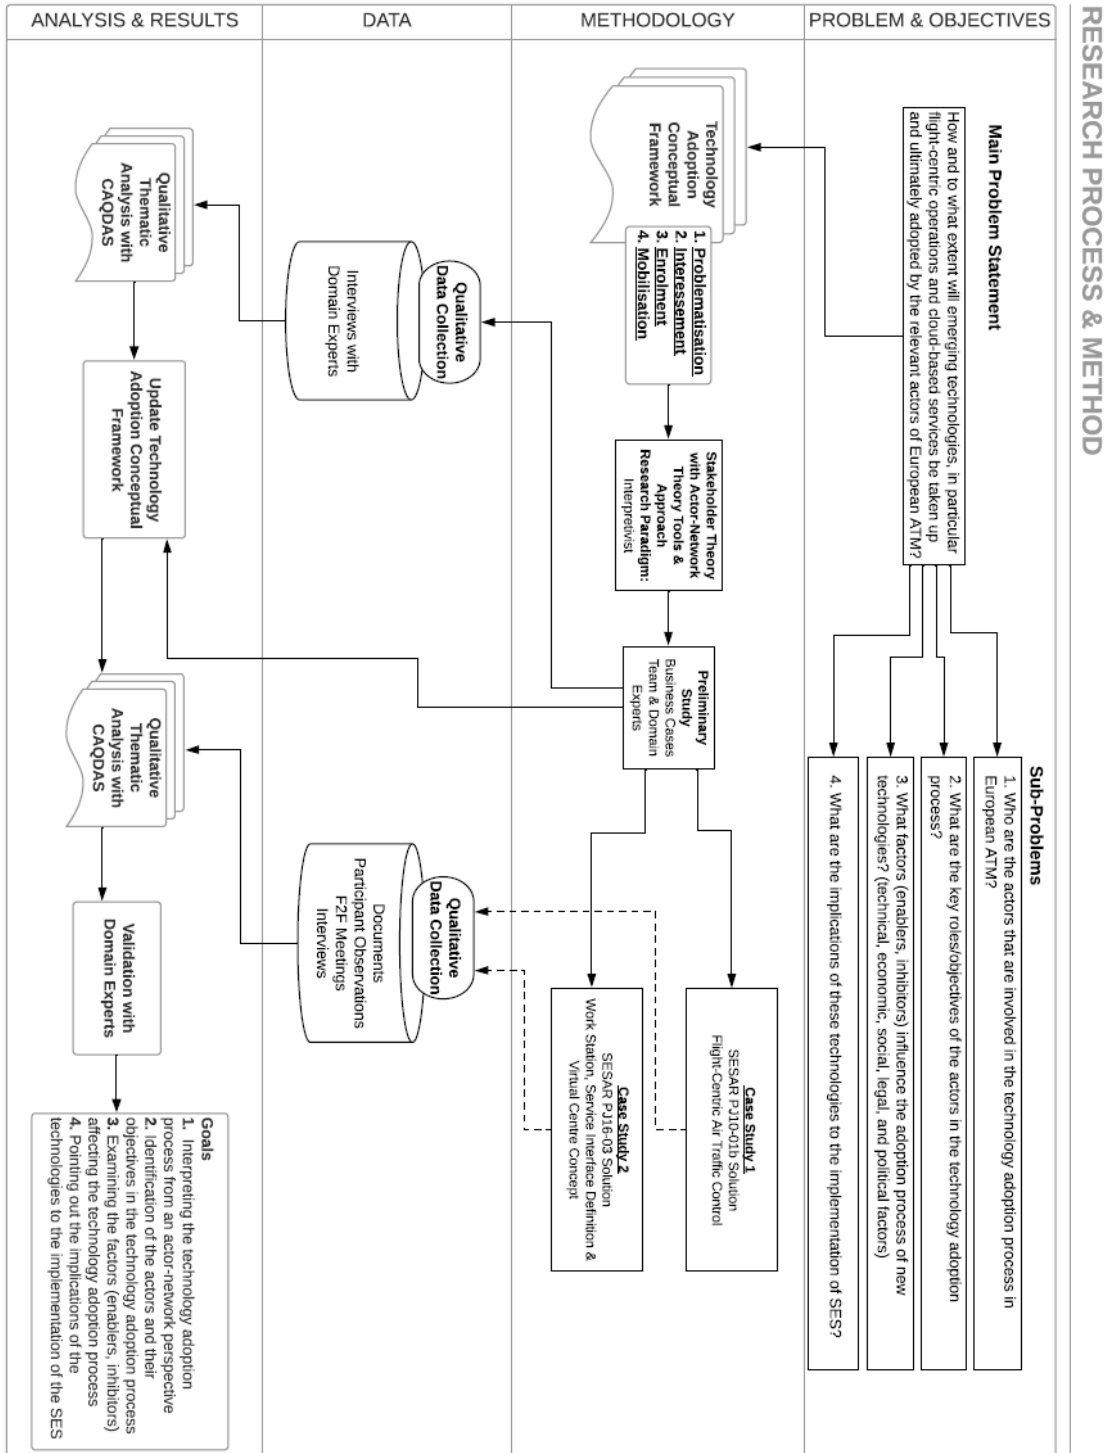 RESEARCH PROCESS & METHOD
PROBLEM & OBJECTIVES
Main Problem Statement
How and to what extent will emerging technologies, in particular
flight-centric operations and cloud-based services be taken up
and ultimately adopted by the relevant actors of European ATM?
Sub-Problems
1. Who are the actors that are involved in the technology adoption process in
European ATM?
2. What are the key roles/objectives of the actors in the technology adoption
process?
3. What factors (enablers, inhibitors) influence the adoption process of new
technologies? (technical, economic, social, legal, and political factors)
4. What are the implications of these technologies to the implementation of SES?
METHODOLOGY
Technology
Adoption
Conceptual
Framework
1. Problematisation
2. Interessement
3. Enrolment
4. Mobilisation
Stakeholder Theory
with Actor-Network
Theory Tools &
Approach
Research Paradigm:
Interpretivist
Preliminary
Study
Business Cases
Team & Domain
Experts
Case Study 1
SESAR PJ10-01b Solution
Flight-Centric Air Traffic Control
Case Study 2
SESAR PJ16-03 Solution
Work Station, Service Interface Definition &
Virtual Centre Concept
DATA
Qualitative
Data Collection
Interviews with
Domain Experts
Qualitative
Data Collection
Documents
Participant Observations
F2F Meetings
Interviews
ANALYSIS & RESULTS
Qualitative
Thematic
Analysis with
CAQDAS
Update Technology
Adoption Conceptual
Framework
Qualitative
Thematic
Analysis with
CAQDAS
Validation with
Domain Experts
Goals
1. Interpreting the technology adoption
process from an actor-network perspective
2. Identification of the actors and their
objectives in the technology adoption process
3. Examining the factors (enablers, inhibitors)
affecting the technology adoption process
4. Pointing out the implications of the
technologies to the implementation of the SES